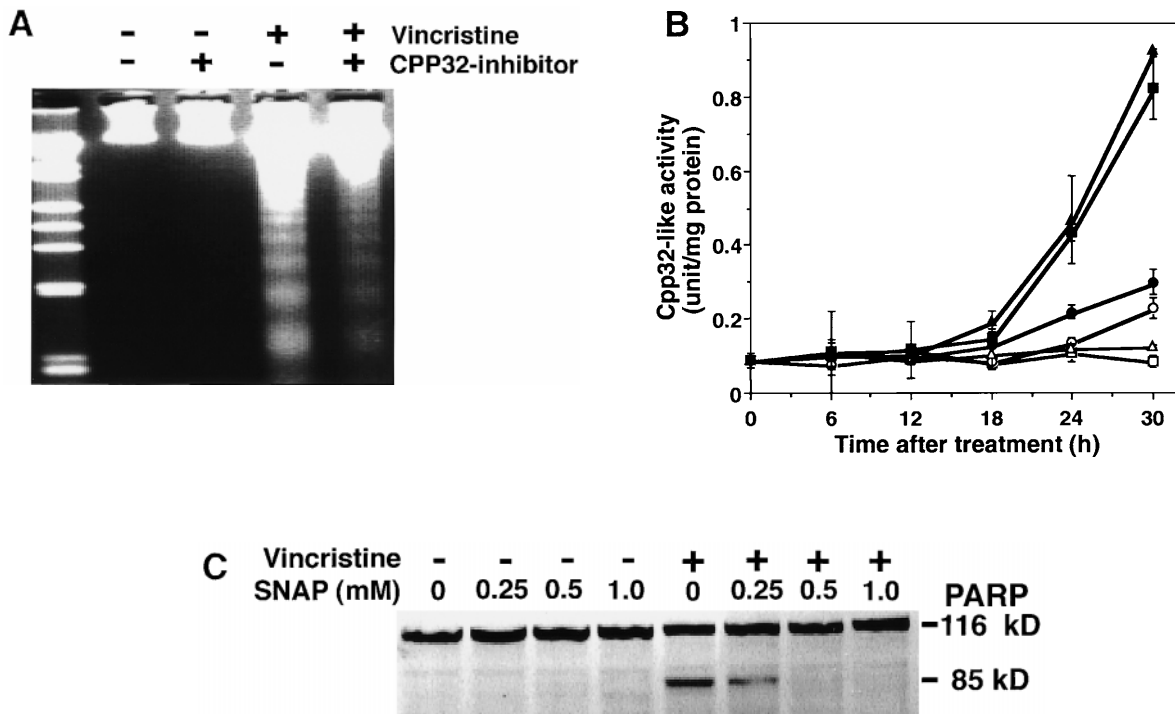 A
- - + + Vincristine
- + - + CPP32-inhibitor
B
Cpp32-like activity
(unit/mg protein)
1
0.8
0.6
0.4
0.2
0
0 6 12 18 24 30
Time after treatment (h)
C
Vincristine - - - - + + + +
SNAP (mM) 0 0.25 0.5 1.0 0 0.25 0.5 1.0 PARP
-116 kD
- 85 kD